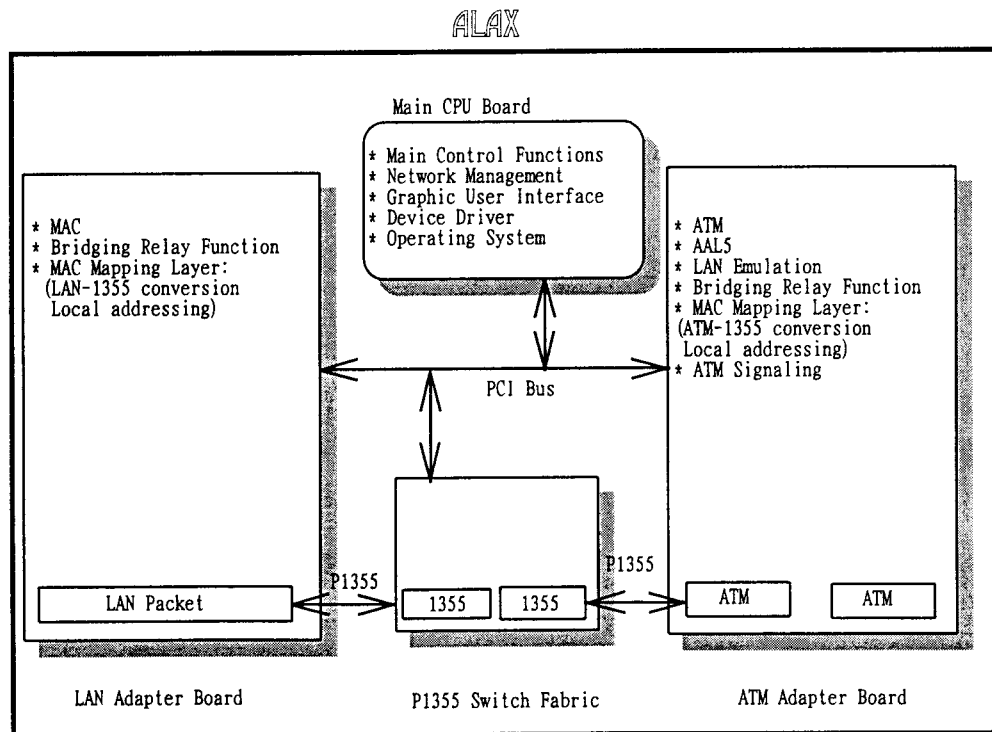 ALAX
Main CPU Board
* Main Control Functions
* Network Management
* Graphic User Interface
* Device Driver
* Operating System
* MAC
* Bridging Relay Function
* MAC Mapping Layer:
(LAN-1355 conversion
Local addressing)
* ATM
* AAL5
* LAN Emulation
* Bridging Relay Function
* MAC Mapping Layer:
(ATM-1355 conversion
Local addressing)
* ATM Signaling
PCI Bus
P1355
P1355
LAN Packet
1355
1355
ATM
ATM
LAN Adapter Board
P1355 Switch Fabric
ATM Adapter Board